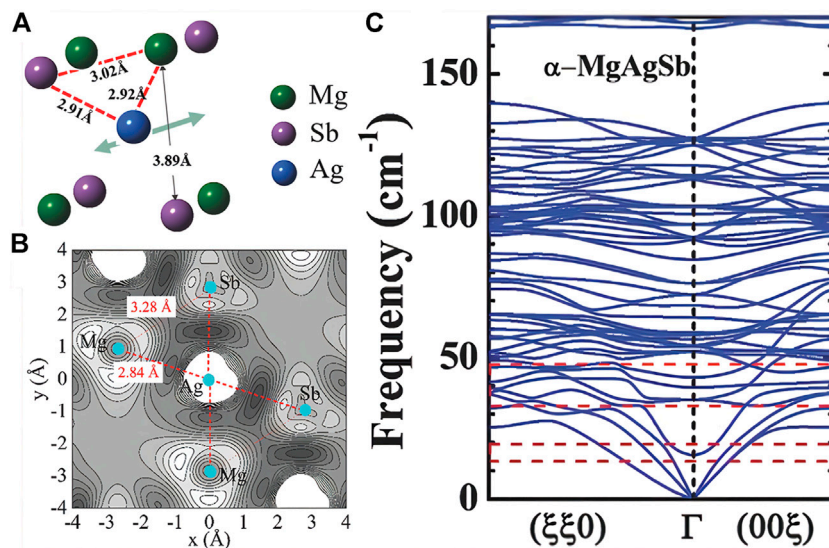 A
3.02Å
2.91Å
2.92Å
3.89Å
Mg
Sb
Ag
B
4
3
2
1
0
-1
-2
-3
-4
y (Å)
Sb
3.28 Å
Mg
2.84 Å
Ag
Sb
Mg
-4 -3 -2 -1 0 1 2 3 4
x (Å)
C
α-MgAgSb
150
100
50
0
Frequency (cm⁻¹)
(ξξ0) Γ (00ξ)